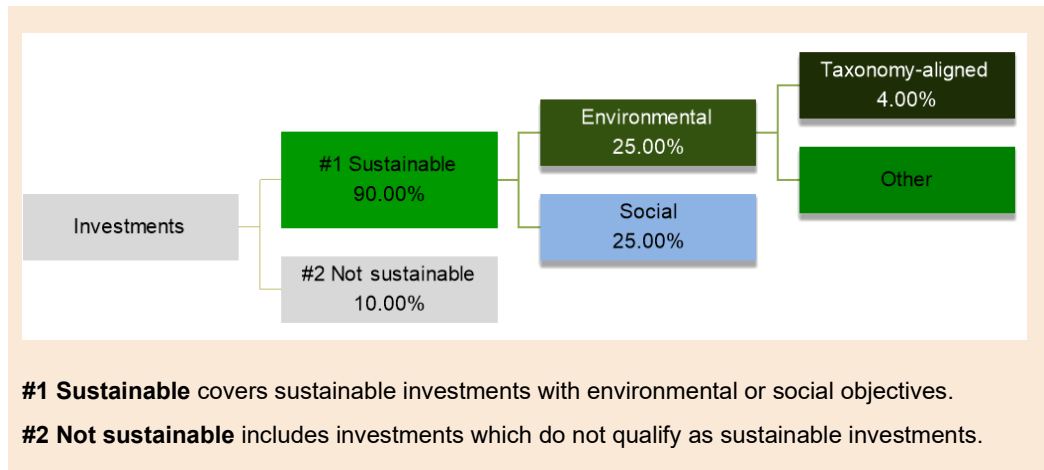 Taxonomy-aligned
4.00%
Environmental
25.00%
#1 Sustainable
90.00%
Other
Social
25.00%
Investments
#2 Not sustainable
10.00%
#1 Sustainable covers sustainable investments with environmental or social objectives.
#2 Not sustainable includes investments which do not qualify as sustainable investments.